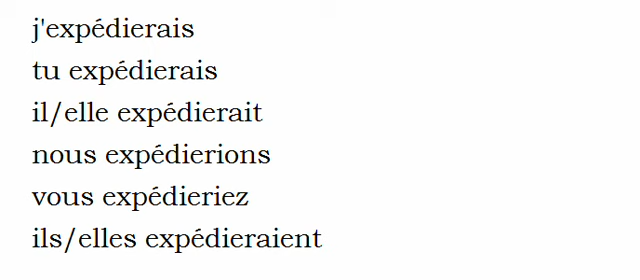 j'expédierais
tu expédierais
il/elle expédierait
nous expédierions
vous expédieriez
ils/elles expédieraient